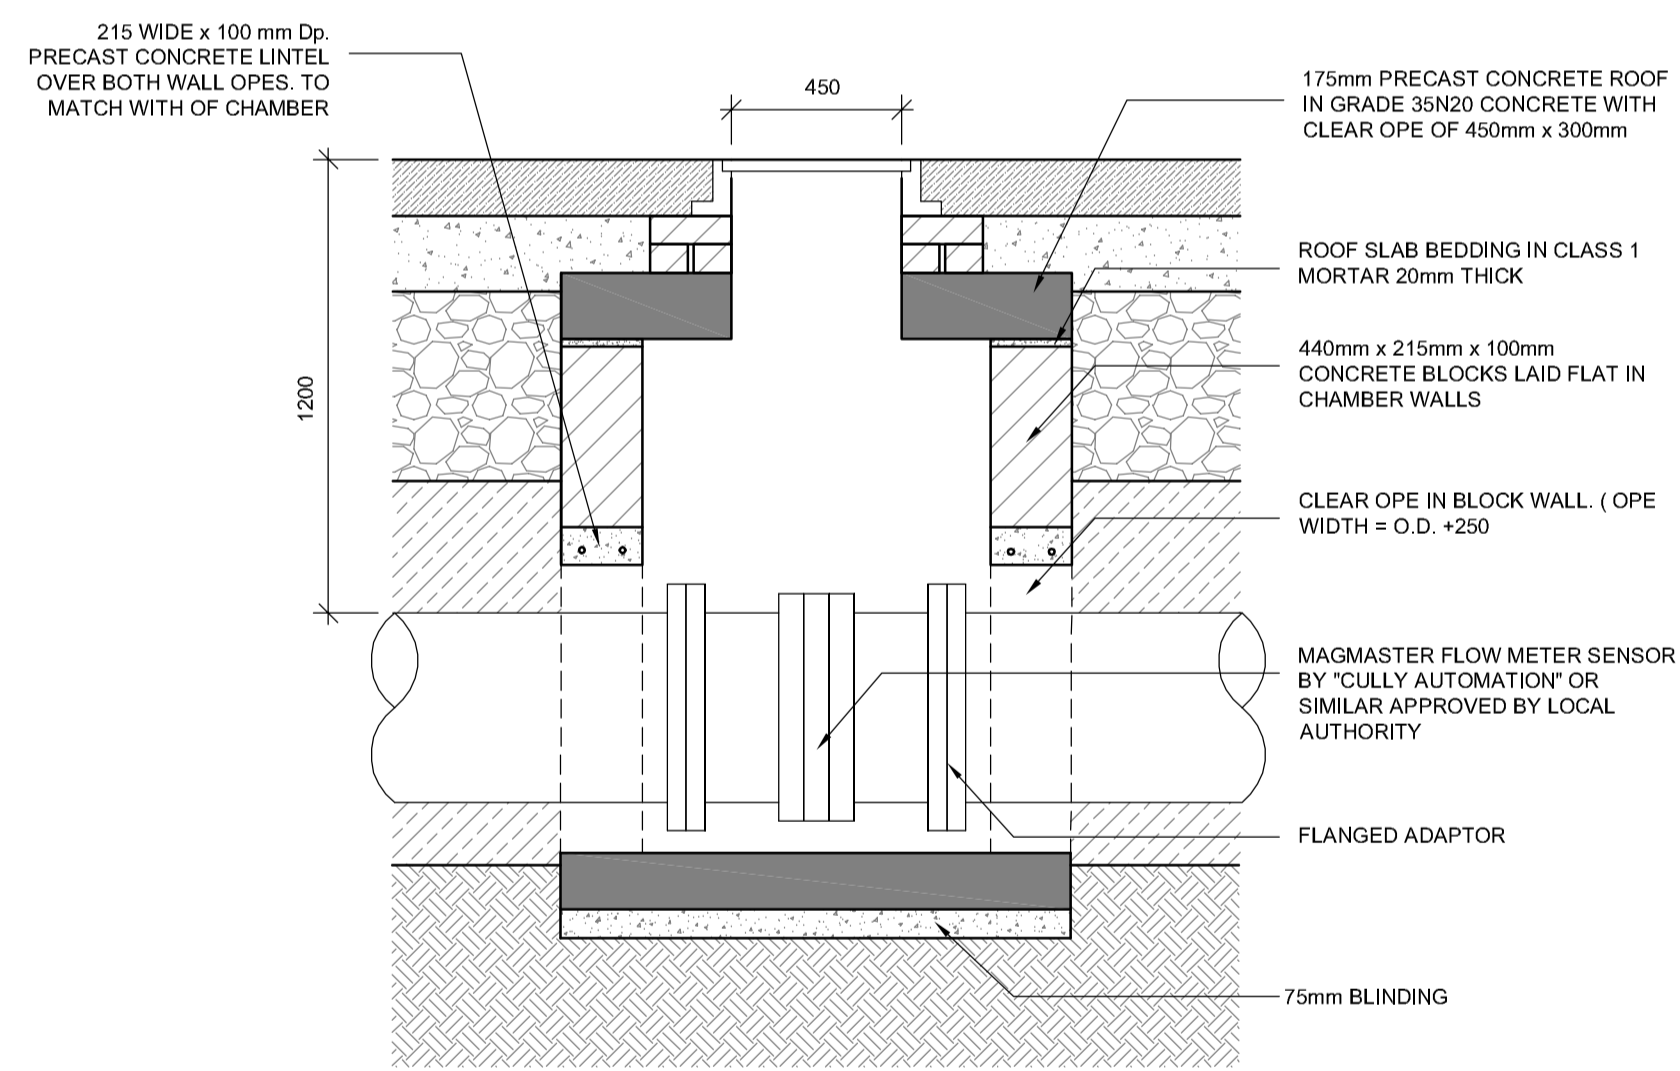 215 WIDE x 100 mm Dp.
PRECAST CONCRETE LINTEL
OVER BOTH WALL OPES. TO
MATCH WITH OF CHAMBER
450
175mm PRECAST CONCRETE ROOF
IN GRADE 35N20 CONCRETE WITH
CLEAR OPE OF 450mm x 300mm
ROOF SLAB BEDDING IN CLASS 1
MORTAR 20mm THICK
440mm x 215mm x 100mm
CONCRETE BLOCKS LAID FLAT IN
CHAMBER WALLS
1200
CLEAR OPE IN BLOCK WALL. ( OPE
WIDTH = O.D. +250
MAGMASTER FLOW METER SENSOR
BY "CULLY AUTOMATION" OR
SIMILAR APPROVED BY LOCAL
AUTHORITY
FLANGED ADAPTOR
75mm BLINDING